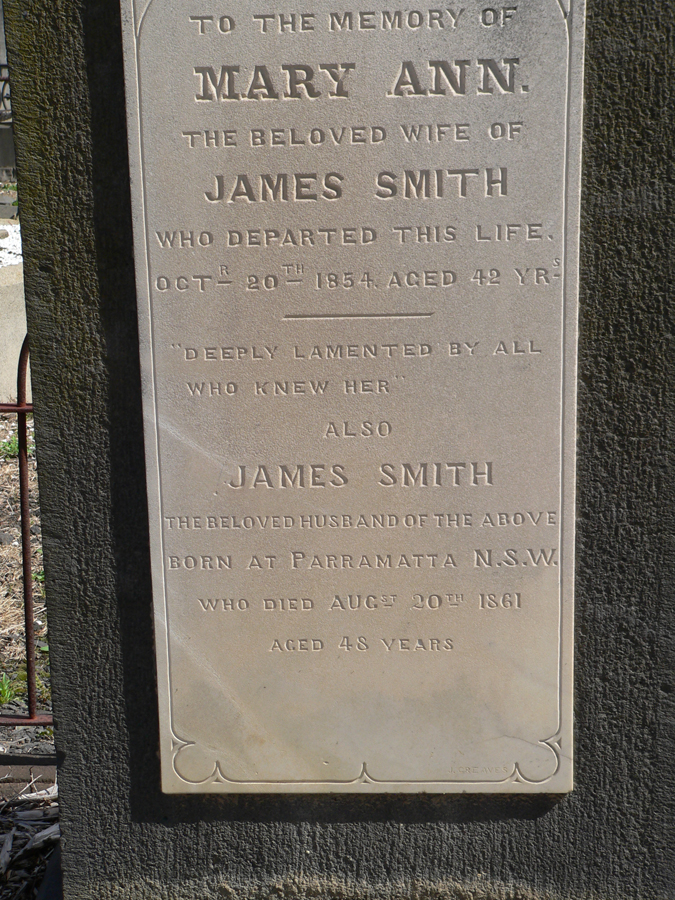 TO THE MEMORY OF
MARY ANN.
THE BELOVED WIFE OF
JAMES SMITH
WHO DEPARTED THIS LIFE.
OCTR 20TH 1854. AGED 42 YRS
"DEEPLY LAMENTED BY ALL
WHO KNEW HER"
ALSO
JAMES SMITH
THE BELOVED HUSBAND OF THE ABOVE
BORN AT PARRAMATTA N.S.W.
WHO DIED AUGST 20TH 1861
AGED 48 YEARS